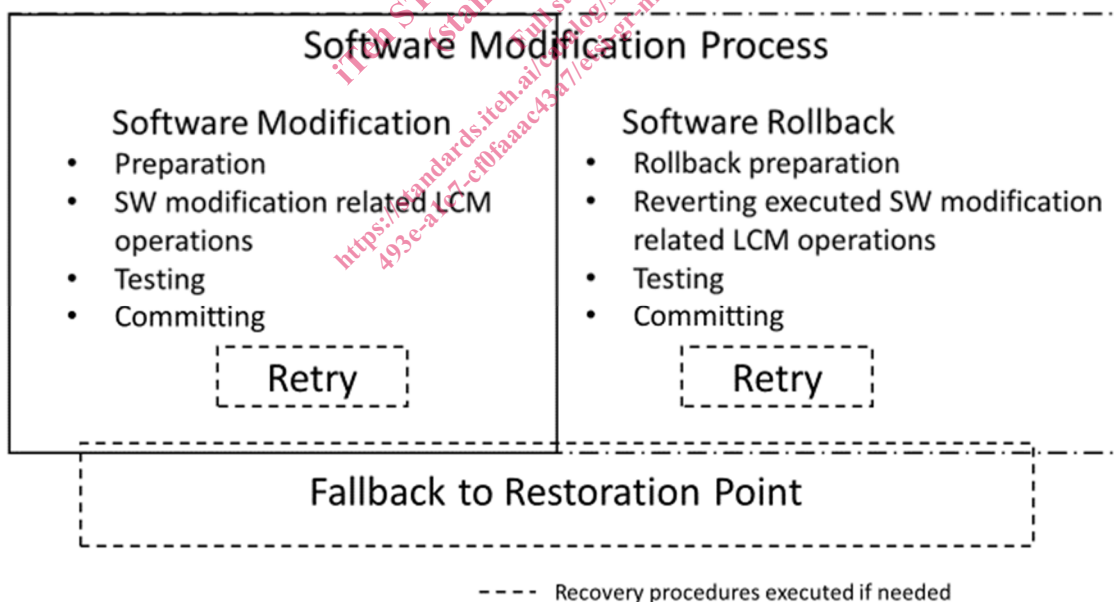 Software Modification Process
Software Modification
• Preparation
• SW modification related LCM
operations
• Testing
• Committing
Retry
Software Rollback
• Rollback preparation
• Reverting executed SW modification
related LCM operations
• Testing
• Committing
Retry
Fallback to Restoration Point
---- Recovery procedures executed if needed